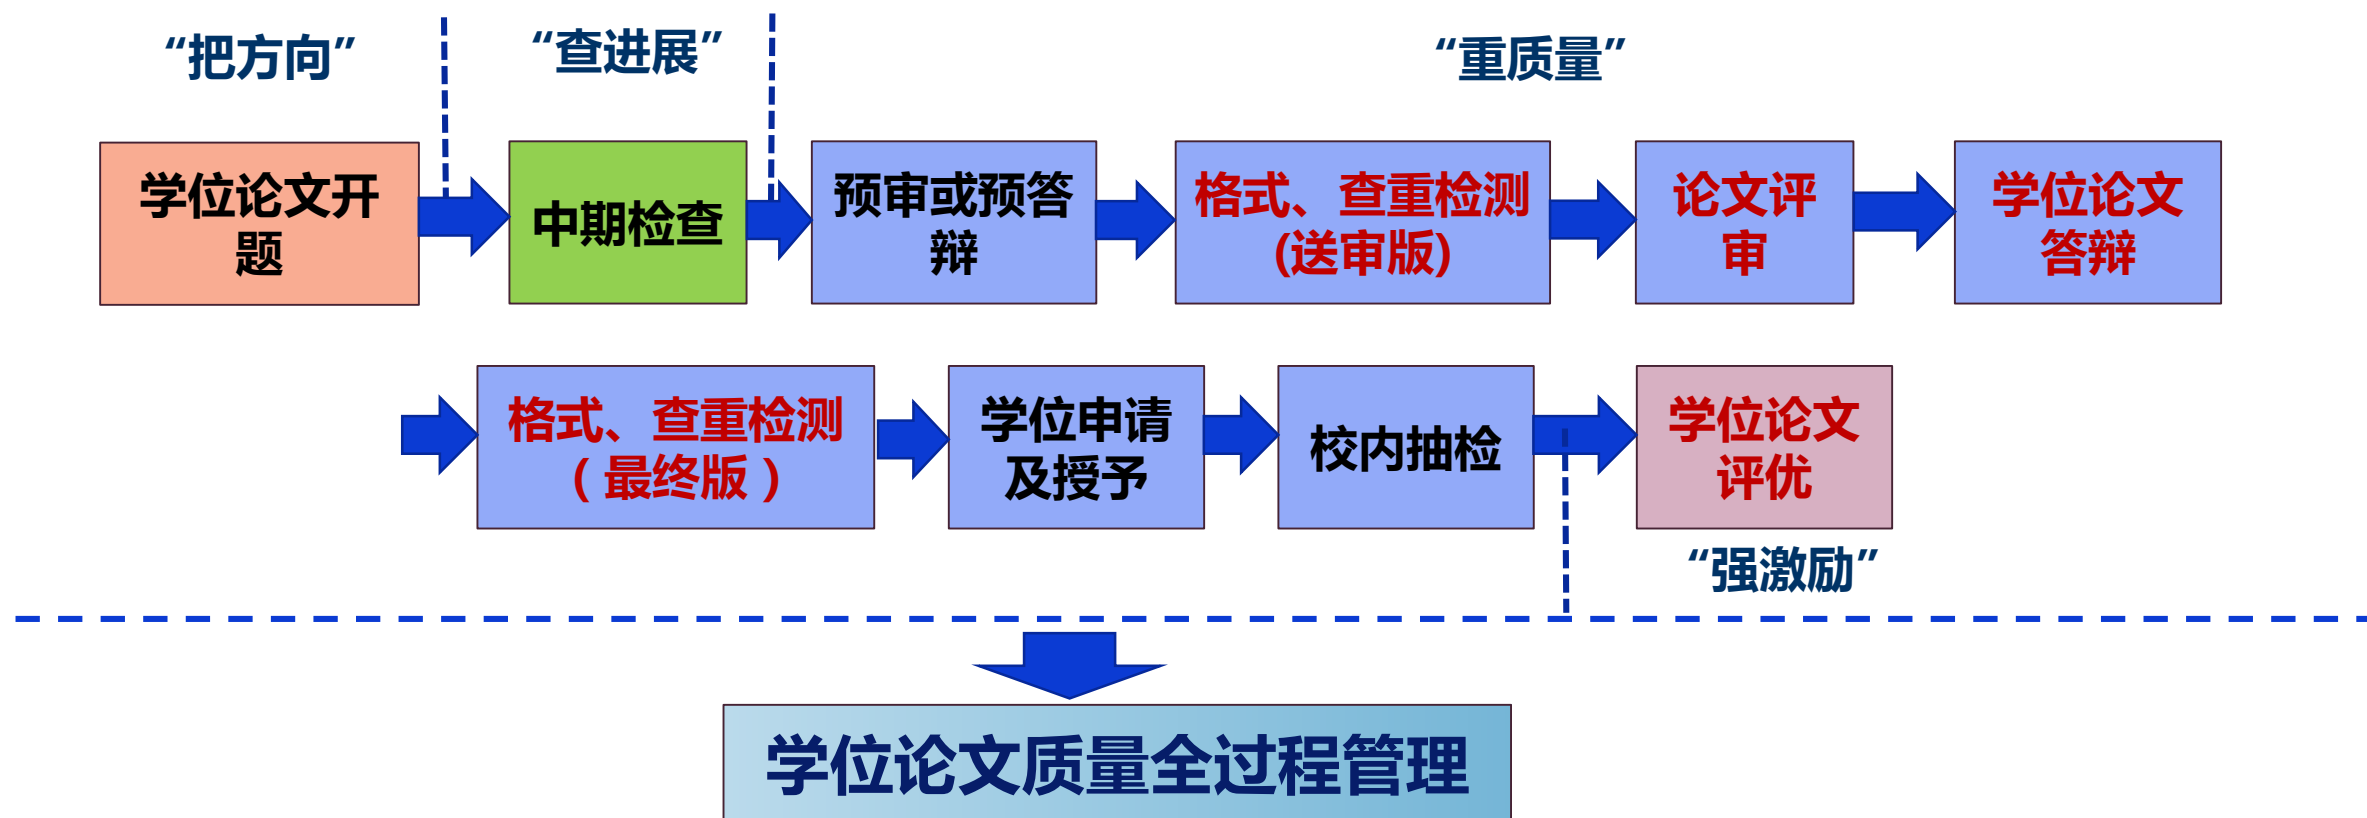 “把方向”
“查进展”
“重质量”
学位论文开
题
中期检查
预审或预答
辩
格式、查重检测
(送审版)
论文评
审
学位论文
答辩
格式、查重检测
（最终版）
学位申请
及授予
校内抽检
学位论文
评优
“强激励”
学位论文质量全过程管理